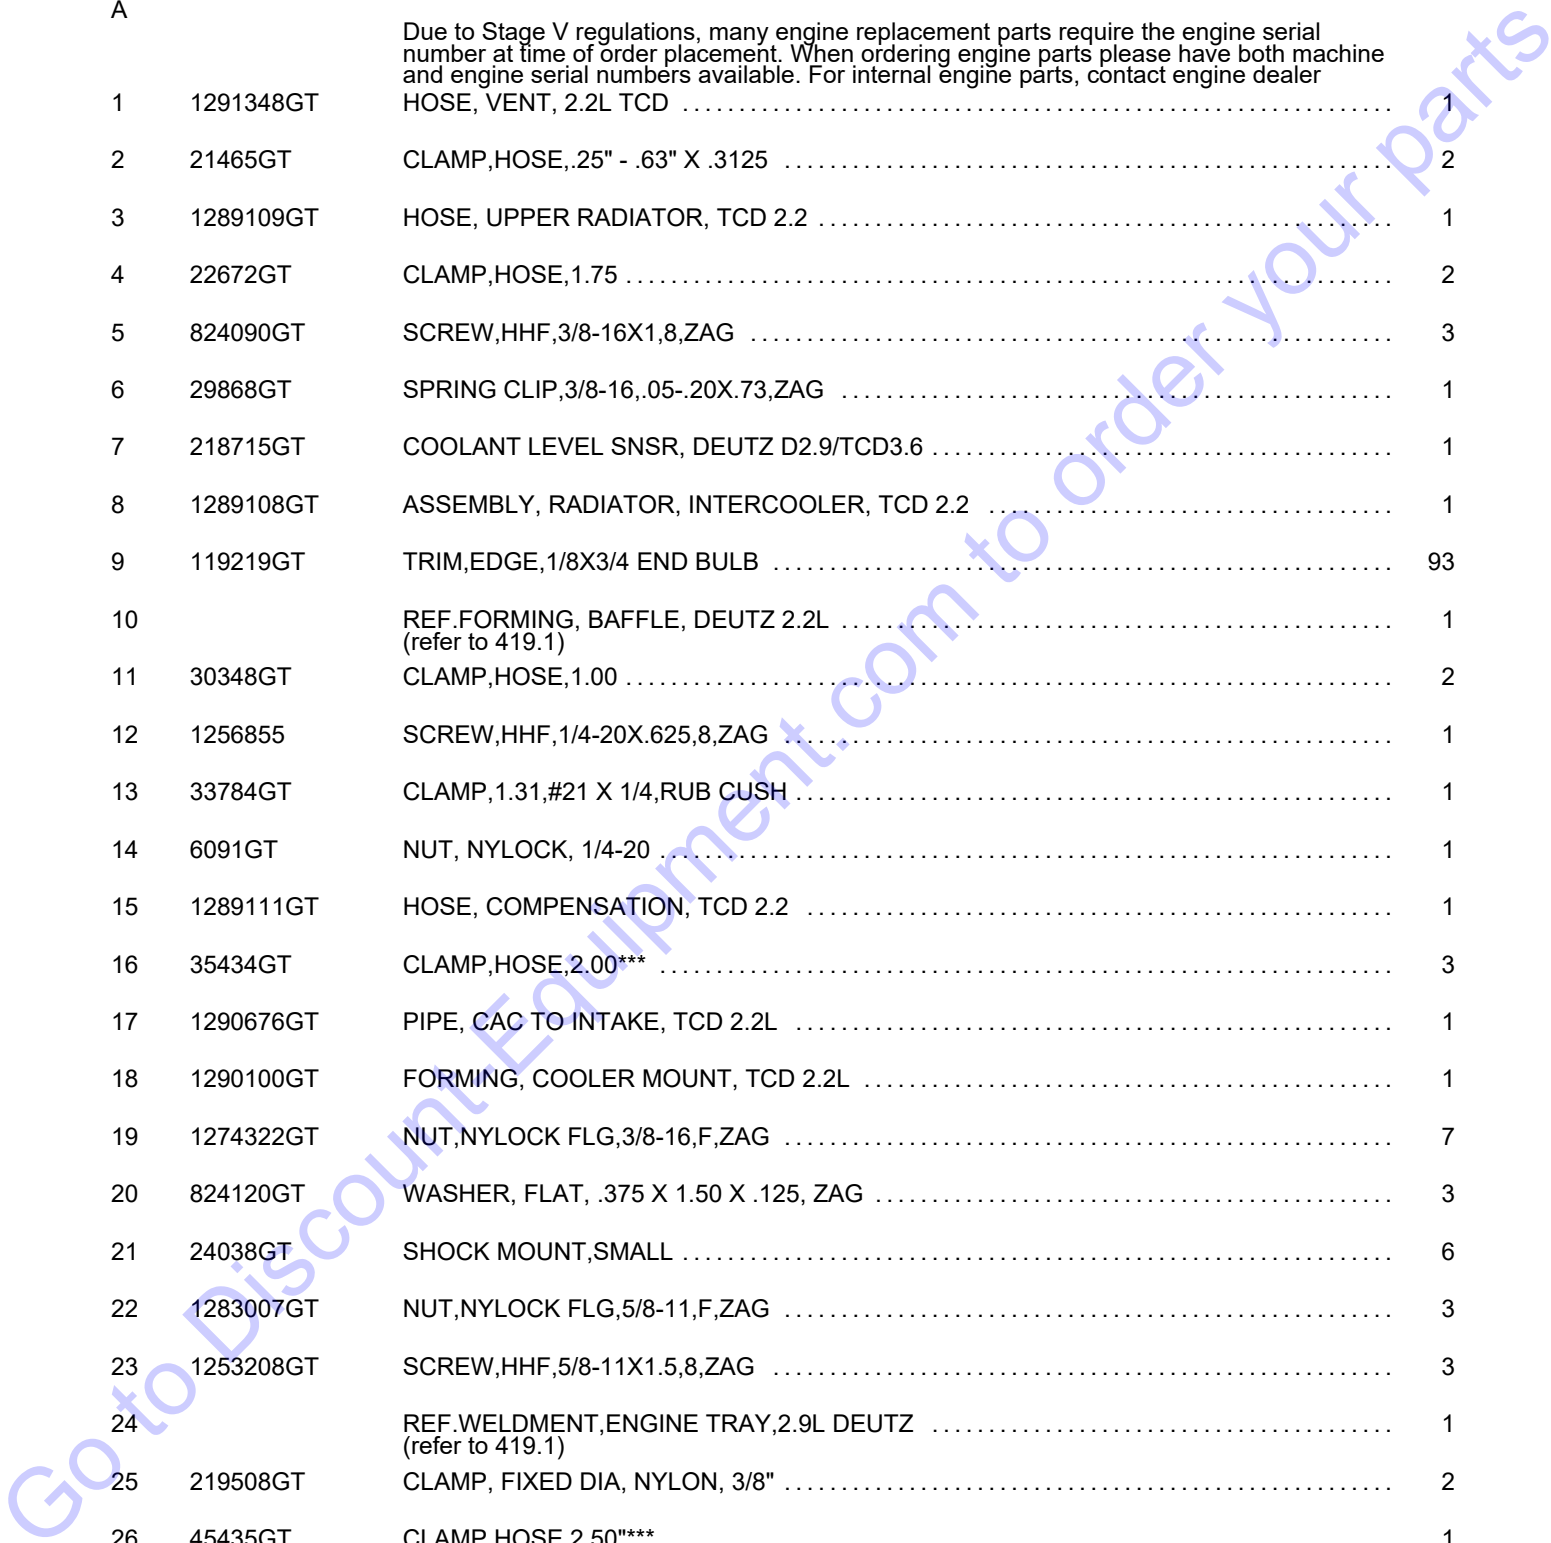 A
Due to Stage V regulations, many engine replacement parts require the engine serial
number at time of order placement. When ordering engine parts please have both machine
and engine serial numbers available. For internal engine parts, contact engine dealer
1 1291348GT HOSE, VENT, 2.2L TCD 1
2 21465GT CLAMP,HOSE,.25" - .63" X .3125 2
3 1289109GT HOSE, UPPER RADIATOR, TCD 2.2 1
4 22672GT CLAMP,HOSE,1.75 2
5 824090GT SCREW,HHF,3/8-16X1,8,ZAG 3
6 29868GT SPRING CLIP,3/8-16,.05-.20X.73,ZAG 1
7 218715GT COOLANT LEVEL SNSR, DEUTZ D2.9/TCD3.6 1
8 1289108GT ASSEMBLY, RADIATOR, INTERCOOLER, TCD 2.2 1
9 119219GT TRIM,EDGE,1/8X3/4 END BULB 93
10 REF.FORMING, BAFFLE, DEUTZ 2.2L 1
(refer to 419.1)
11 30348GT CLAMP,HOSE,1.00 2
12 1256855 SCREW,HHF,1/4-20X.625,8,ZAG 1
13 33784GT CLAMP,1.31,#21 X 1/4,RUB CUSH 1
14 6091GT NUT, NYLOCK, 1/4-20 1
15 1289111GT HOSE, COMPENSATION, TCD 2.2 1
16 35434GT CLAMP,HOSE,2.00*** 3
17 1290676GT PIPE, CAC TO INTAKE, TCD 2.2L 1
18 1290100GT FORMING, COOLER MOUNT, TCD 2.2L 1
19 1274322GT NUT,NYLOCK FLG,3/8-16,F,ZAG 7
20 824120GT WASHER, FLAT, .375 X 1.50 X .125, ZAG 3
21 24038GT SHOCK MOUNT,SMALL 6
22 1283007GT NUT,NYLOCK FLG,5/8-11,F,ZAG 3
23 1253208GT SCREW,HHF,5/8-11X1.5,8,ZAG 3
24 REF.WELDMENT,ENGINE TRAY,2.9L DEUTZ 1
(refer to 419.1)
25 219508GT CLAMP, FIXED DIA, NYLON, 3/8" 2
26 45435GT CLAMP,HOSE,2.50"*** 1
Go to Discount-Equipment.com to order your parts